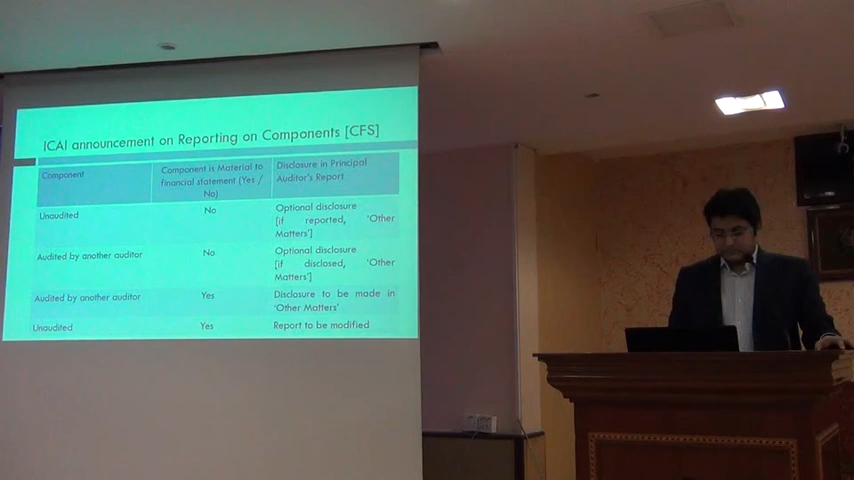 ICAI announcement on Reporting on Components [CFS]
Component
Component is Material to
financial statement (Yes /
No)
Disclosure in Principal
Auditor's Report
Unaudited
No
Optional disclosure
[if reported, 'Other
Matters']
Audited by another auditor
No
Optional disclosure
[if disclosed, 'Other
Matters']
Audited by another auditor
Yes
Disclosure to be made in
'Other Matters'
Unaudited
Yes
Report to be modified